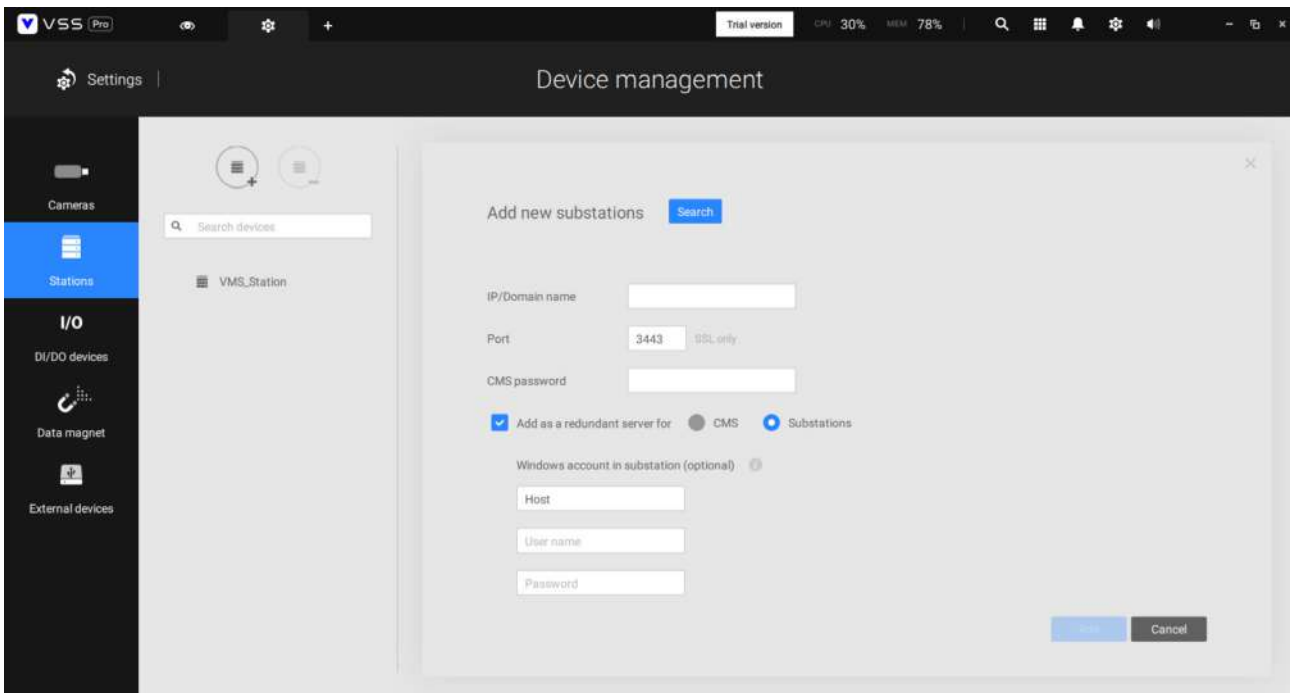 VSS Pro
+
Trial version
CPU 30%
MEM 78%
Settings
Device management
Cameras
Stations
I/O
DI/DO devices
Data magnet
External devices
Search devices
VMS_Station
Add new substations
Search
IP/Domain name
Port
3443
SSL only
CMS password
Add as a redundant server for
CMS
Substations
Windows account in substation (optional)
Host
User name
Password
Cancel